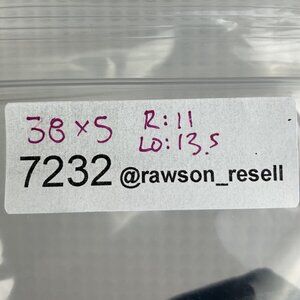 38 x 5 R: 11
LO: 13.5
7232 @rawson_resell